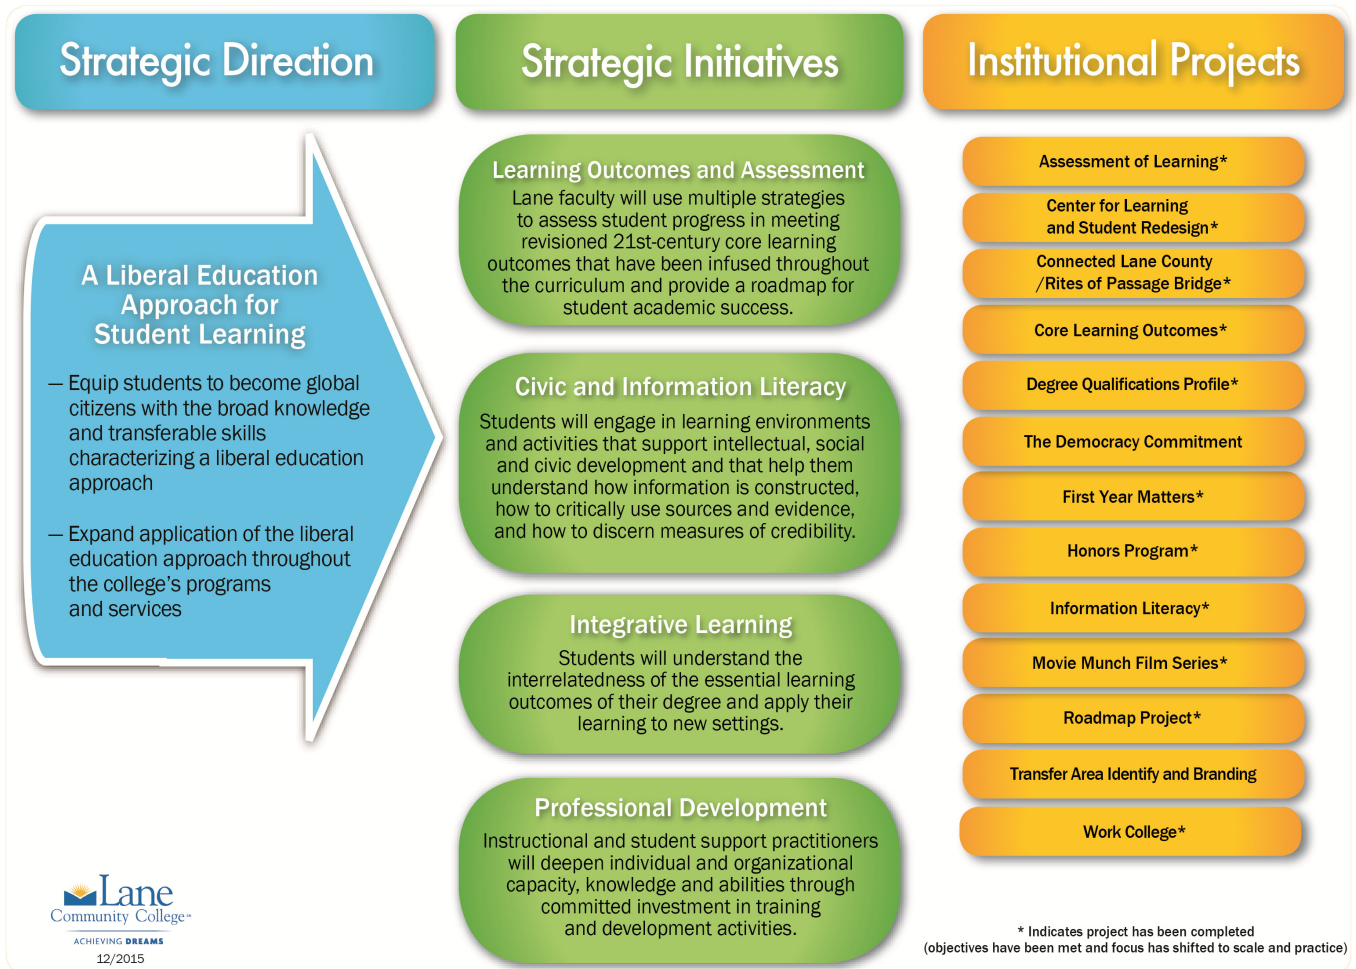 Strategic Direction
A Liberal Education
Approach for
Student Learning
— Equip students to become global
citizens with the broad knowledge
and transferable skills
characterizing a liberal education
approach
— Expand application of the liberal
education approach throughout
the college's programs
and services
Strategic Initiatives
Learning Outcomes and Assessment
Lane faculty will use multiple strategies
to assess student progress in meeting
revisioned 21st-century core learning
outcomes that have been infused throughout
the curriculum and provide a roadmap for
student academic success.
Civic and Information Literacy
Students will engage in learning environments
and activities that support intellectual, social
and civic development and that help them
understand how information is constructed,
how to critically use sources and evidence,
and how to discern measures of credibility.
Integrative Learning
Students will understand the
interrelatedness of the essential learning
outcomes of their degree and apply their
learning to new settings.
Professional Development
Instructional and student support practitioners
will deepen individual and organizational
capacity, knowledge and abilities through
committed investment in training
and development activities.
Institutional Projects
Assessment of Learning*
Center for Learning
and Student Redesign*
Connected Lane County
/Rites of Passage Bridge*
Core Learning Outcomes*
Degree Qualifications Profile*
The Democracy Commitment
First Year Matters*
Honors Program*
Information Literacy*
Movie Munch Film Series*
Roadmap Project*
Transfer Area Identify and Branding
Work College*
* Indicates project has been completed
(objectives have been met and focus has shifted to scale and practice)
Lane
Community College℠
ACHIEVING DREAMS
12/2015